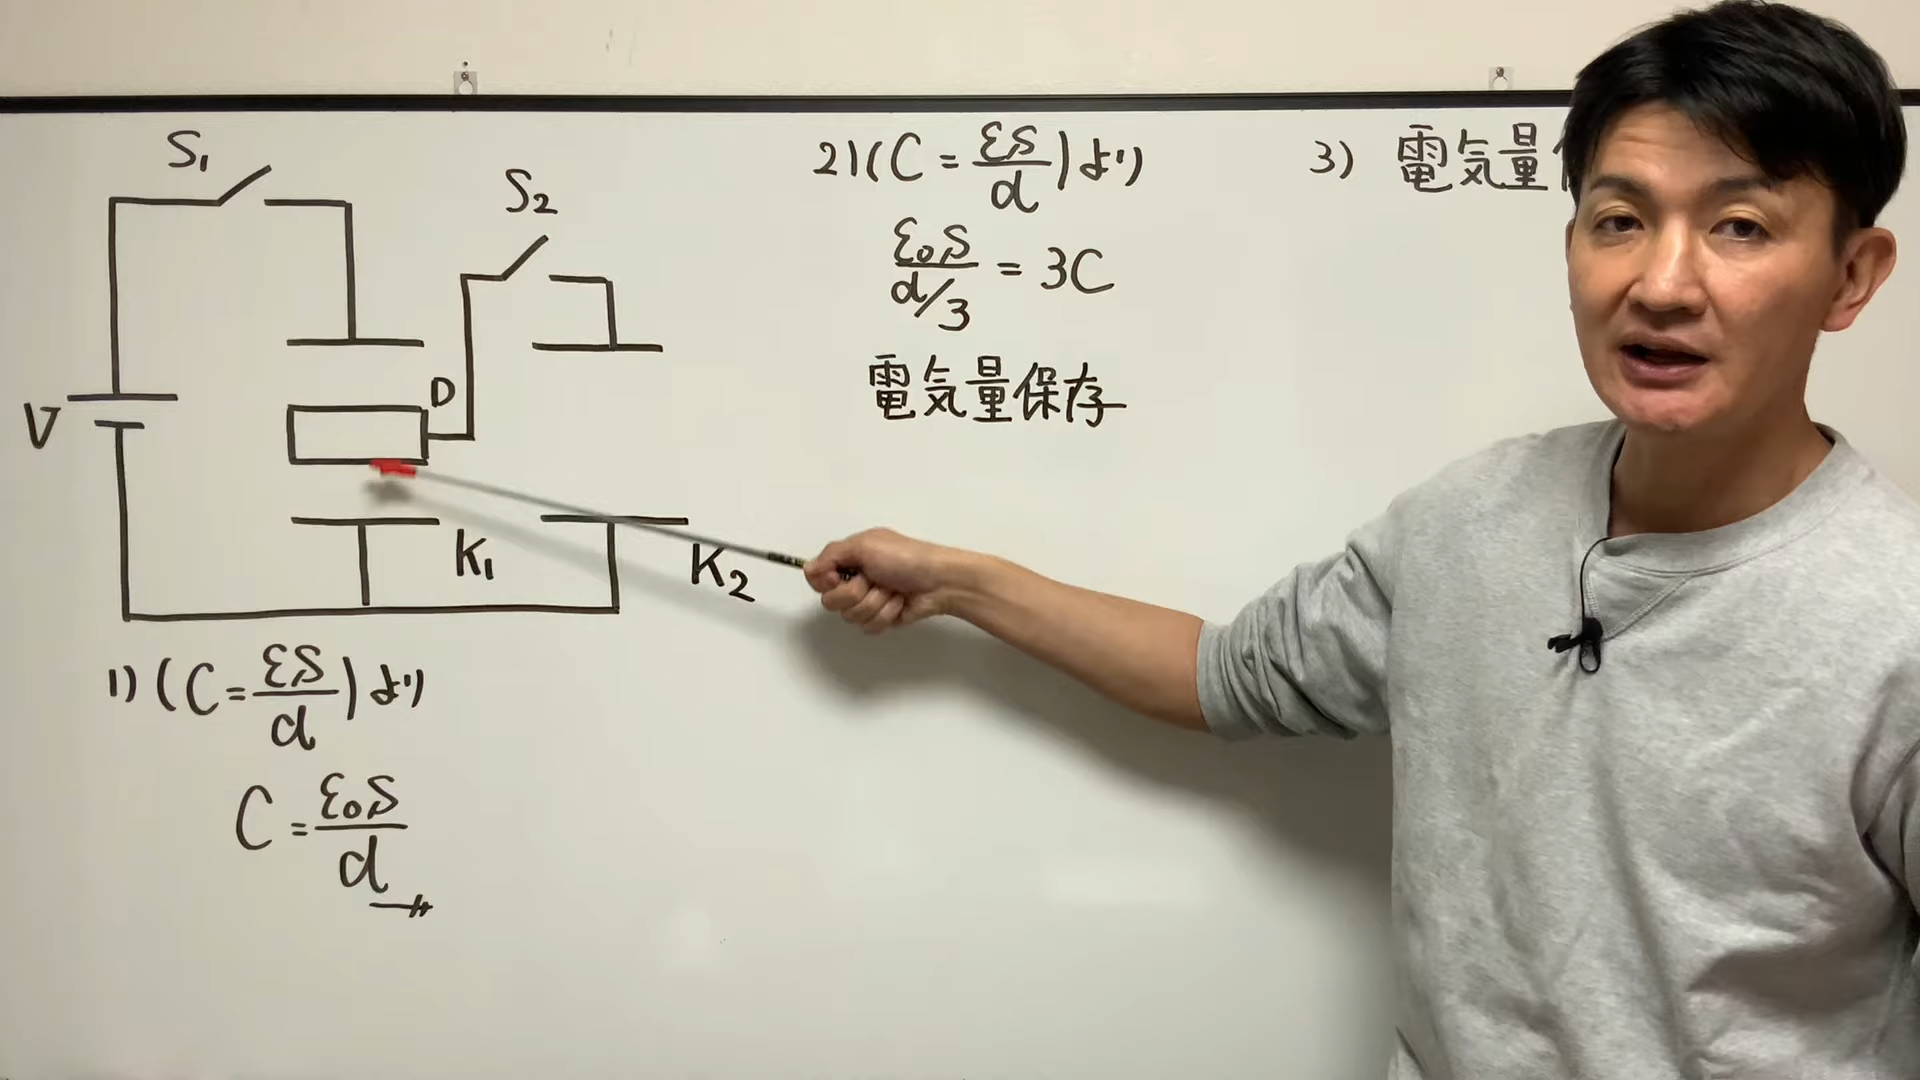 S₁
S₂
D
V
K₁
K₂
1) (C = εS/d) より
C = ε₀S/d
2) (C = εS/d) より
ε₀S/d/3 = 3C
電気量保存
3) 電気量